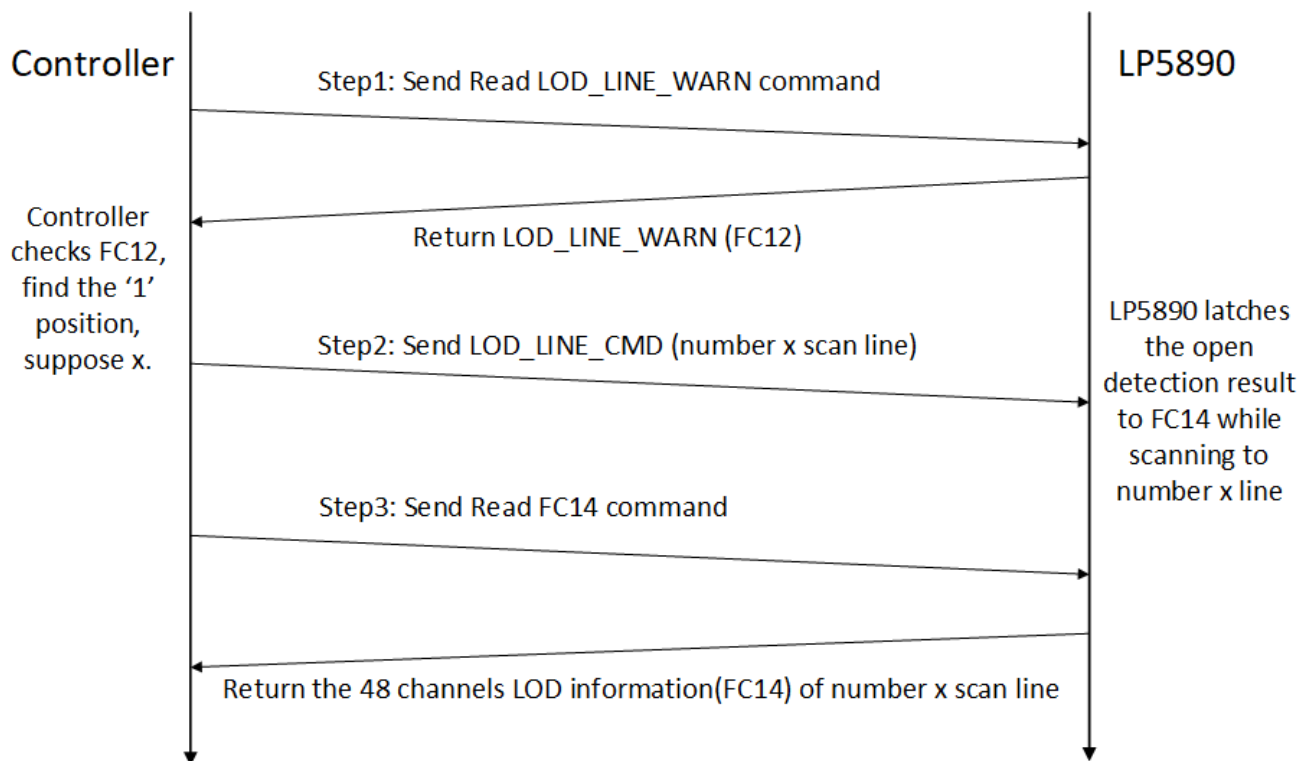 Controller
LP5890
Step1: Send Read LOD_LINE_WARN command
Return LOD_LINE_WARN (FC12)
Controller
checks FC12,
find the ‘1’
position,
suppose x.
Step2: Send LOD_LINE_CMD (number x scan line)
LP5890 latches
the open
detection result
to FC14 while
scanning to
number x line
Step3: Send Read FC14 command
Return the 48 channels LOD information(FC14) of number x scan line